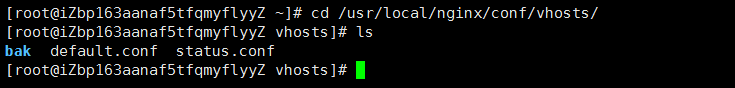 [root@iZbp163aanaf5tfqmyflyyZ ~]# cd /usr/local/nginx/conf/vhosts/
[root@iZbp163aanaf5tfqmyflyyZ vhosts]# ls
bak  default.conf  status.conf
[root@iZbp163aanaf5tfqmyflyyZ vhosts]#